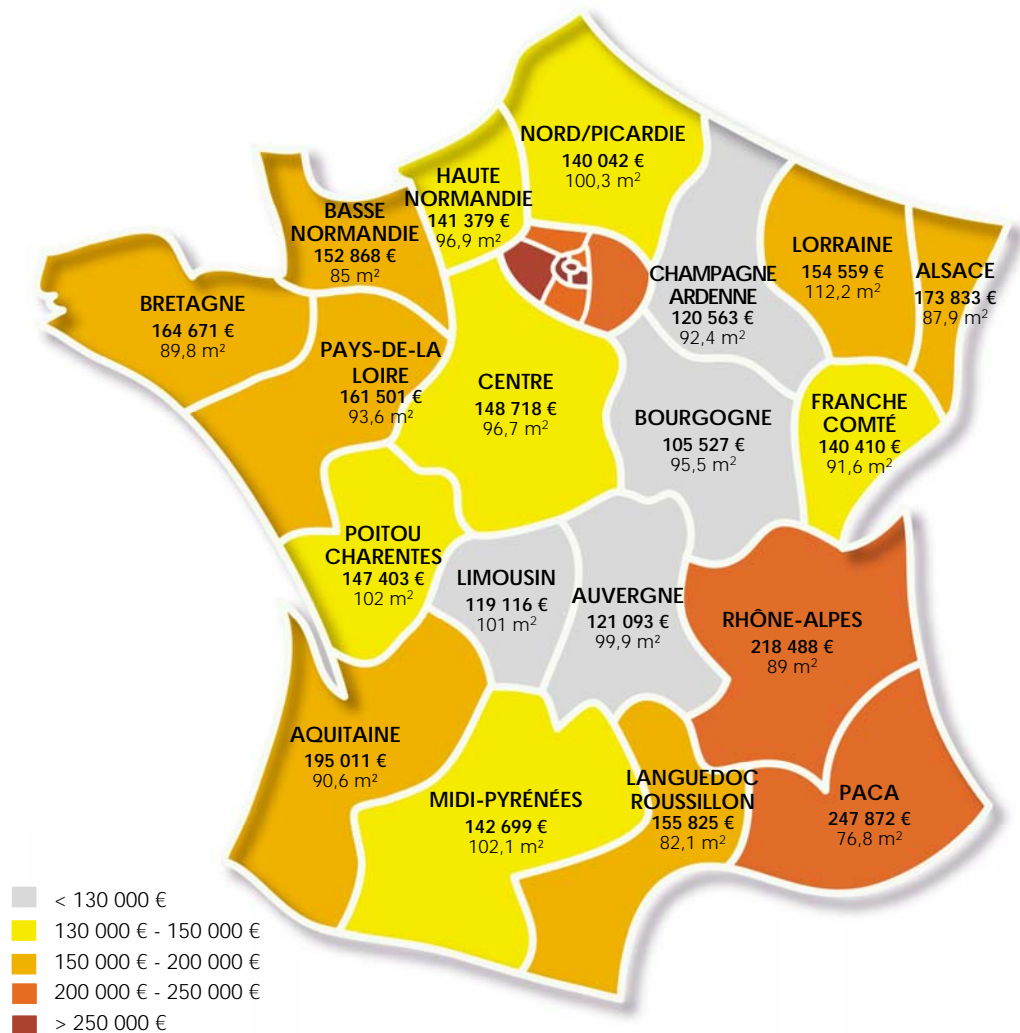 NORD/PICARDIE
140 042 €
100,3 m²
HAUTE
NORMANDIE
141 379 €
96,9 m²
BASSE
NORMANDIE
152 868 €
85 m²
LORRAINE
154 559 €
112,2 m²
ALSACE
173 833 €
87,9 m²
CHAMPAGNE
ARDENNE
120 563 €
92,4 m²
BRETAGNE
164 671 €
89,8 m²
PAYS-DE-LA
LOIRE
161 501 €
93,6 m²
CENTRE
148 718 €
96,7 m²
BOURGOGNE
105 527 €
95,5 m²
FRANCHE
COMTÉ
140 410 €
91,6 m²
POITOU
CHARENTES
147 403 €
102 m²
LIMOUSIN
119 116 €
101 m²
AUVERGNE
121 093 €
99,9 m²
RHÔNE-ALPES
218 488 €
89 m²
AQUITAINE
195 011 €
90,6 m²
MIDI-PYRÉNÉES
142 699 €
102,1 m²
LANGUEDOC
ROUSSILLON
155 825 €
82,1 m²
PACA
247 872 €
76,8 m²
< 130 000 €
130 000 € - 150 000 €
150 000 € - 200 000 €
200 000 € - 250 000 €
> 250 000 €